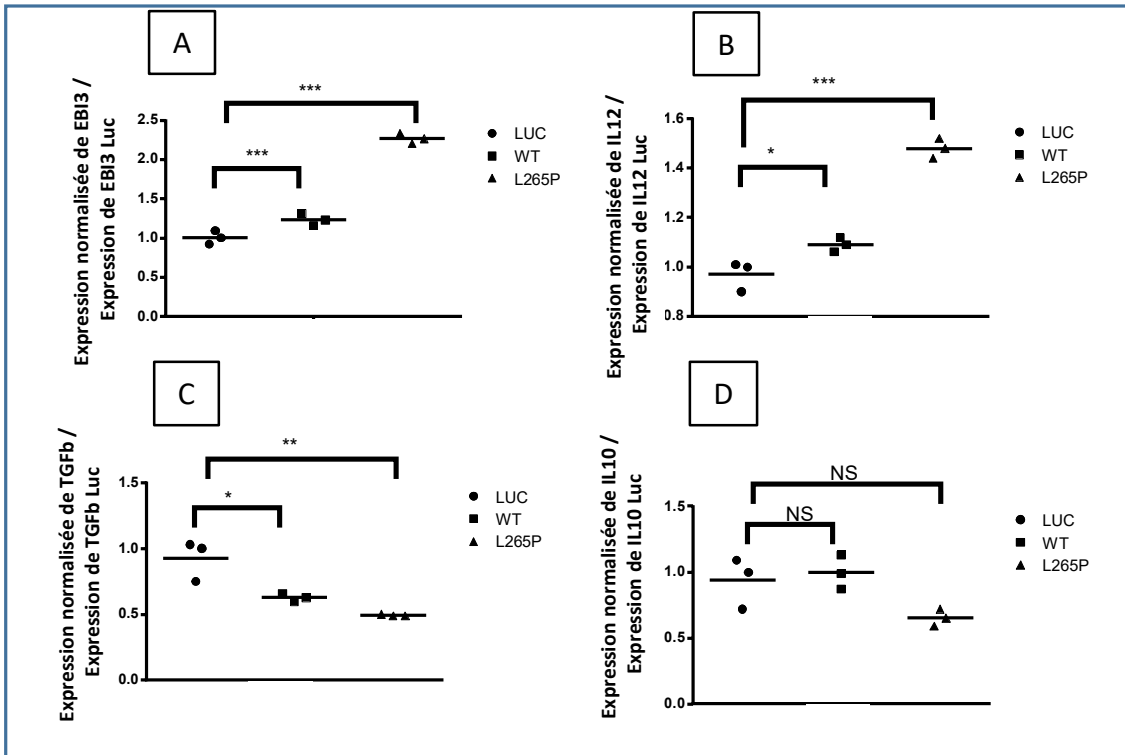 A
Expression normalisée de EBI3 /
Expression de EBI3 Luc
2.5
2.0
1.5
1.0
0.5
0.0
***
***
LUC
WT
L265P
B
Expression normalisée de IL12 /
Expression de IL12 Luc
1.6
1.4
1.2
1.0
0.8
***
*
LUC
WT
L265P
C
Expression normalisée de TGFb /
Expression de TGFb Luc
1.5
1.0
0.5
0.0
**
*
LUC
WT
L265P
D
Expression normalisée de IL10 /
Expression de IL10 Luc
1.5
1.0
0.5
0.0
NS
NS
LUC
WT
L265P